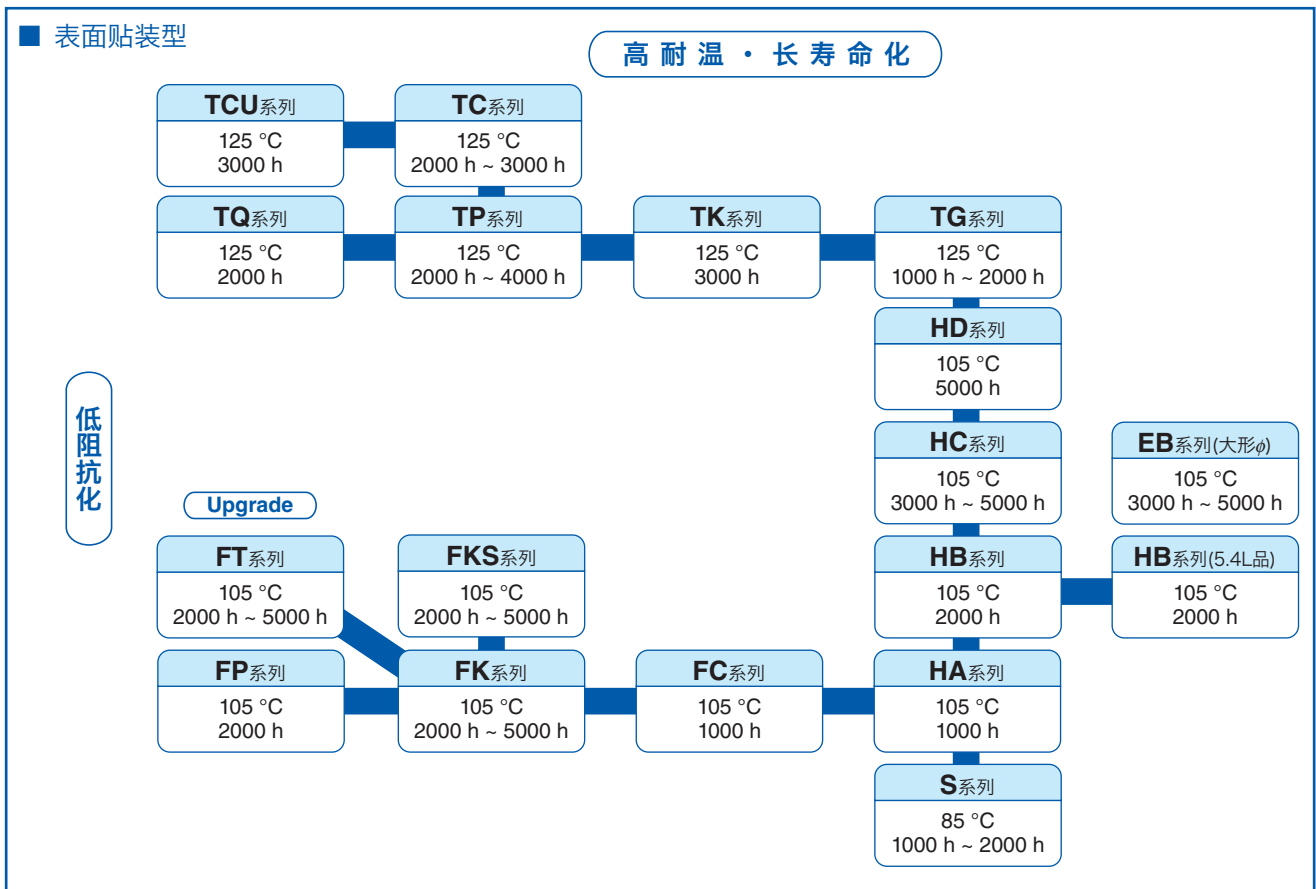 ■ 表面贴装型
高耐温・长寿命化
TCU系列
125 °C
3000 h
TC系列
125 °C
2000 h ~ 3000 h
TQ系列
125 °C
2000 h
TP系列
125 °C
2000 h ~ 4000 h
TK系列
125 °C
3000 h
TG系列
125 °C
1000 h ~ 2000 h
HD系列
105 °C
5000 h
低阻抗化
HC系列
105 °C
3000 h ~ 5000 h
EB系列(大形ϕ)
105 °C
3000 h ~ 5000 h
Upgrade
FT系列
105 °C
2000 h ~ 5000 h
FKS系列
105 °C
2000 h ~ 5000 h
HB系列
105 °C
2000 h
HB系列(5.4L品)
105 °C
2000 h
FP系列
105 °C
2000 h
FK系列
105 °C
2000 h ~ 5000 h
FC系列
105 °C
1000 h
HA系列
105 °C
1000 h
S系列
85 °C
1000 h ~ 2000 h